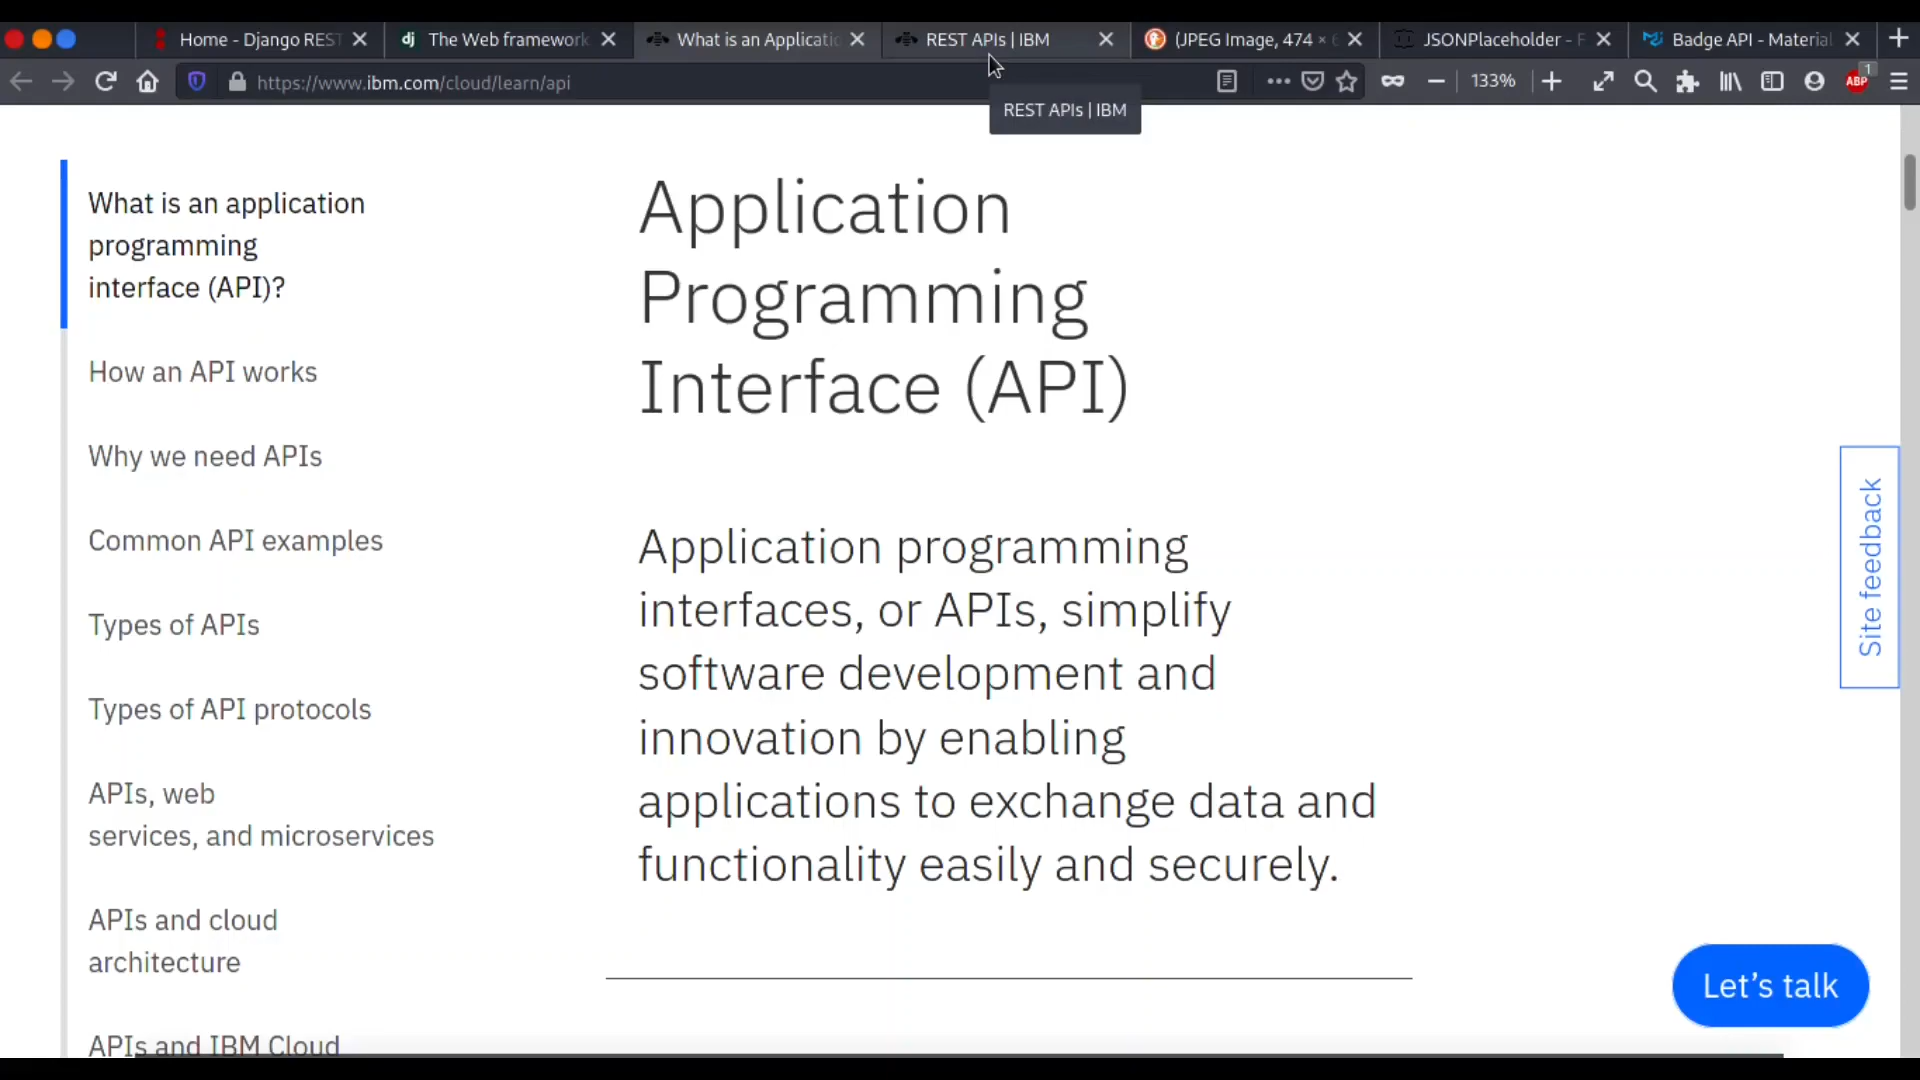 Home - Django REST
The Web framework
What is an Applicatio
REST APIs | IBM
(JPEG Image, 474 ×
JSONPlaceholder - F
Badge API - Material
https://www.ibm.com/cloud/learn/api
133%
ABP
1
REST APIs | IBM
What is an application
programming
interface (API)?
How an API works
Why we need APIs
Common API examples
Types of APIs
Types of API protocols
APIs, web
services, and microservices
APIs and cloud
architecture
APIs and IBM Cloud
Application
Programming
Interface (API)
Application programming
interfaces, or APIs, simplify
software development and
innovation by enabling
applications to exchange data and
functionality easily and securely.
Site feedback
Let's talk